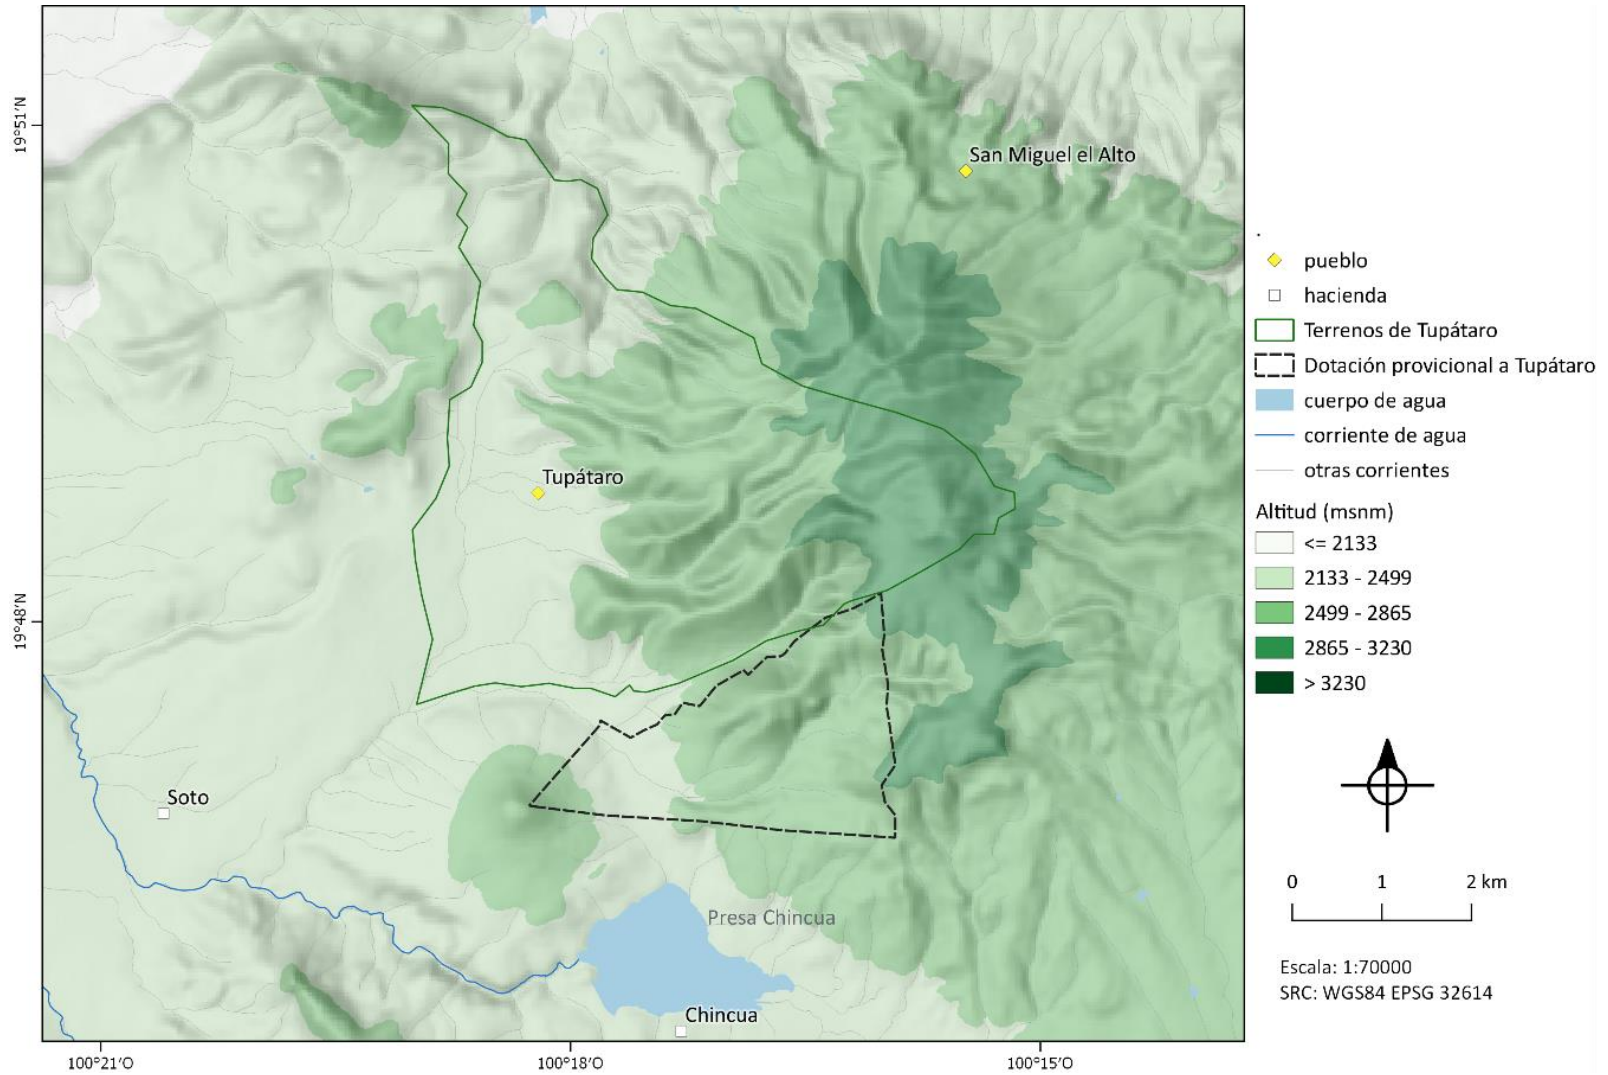 19°51'N
San Miguel el Alto
Tupátaro
19°48'N
Soto
Presa Chincua
Chincua
100°21'O
100°18'O
100°15'O
.
pueblo
hacienda
Terrenos de Tupátaro
Dotación provicional a Tupátaro
cuerpo de agua
corriente de agua
otras corrientes
Altitud (msnm)
<= 2133
2133 - 2499
2499 - 2865
2865 - 3230
> 3230
0 1 2 km
Escala: 1:70000
SRC: WGS84 EPSG 32614